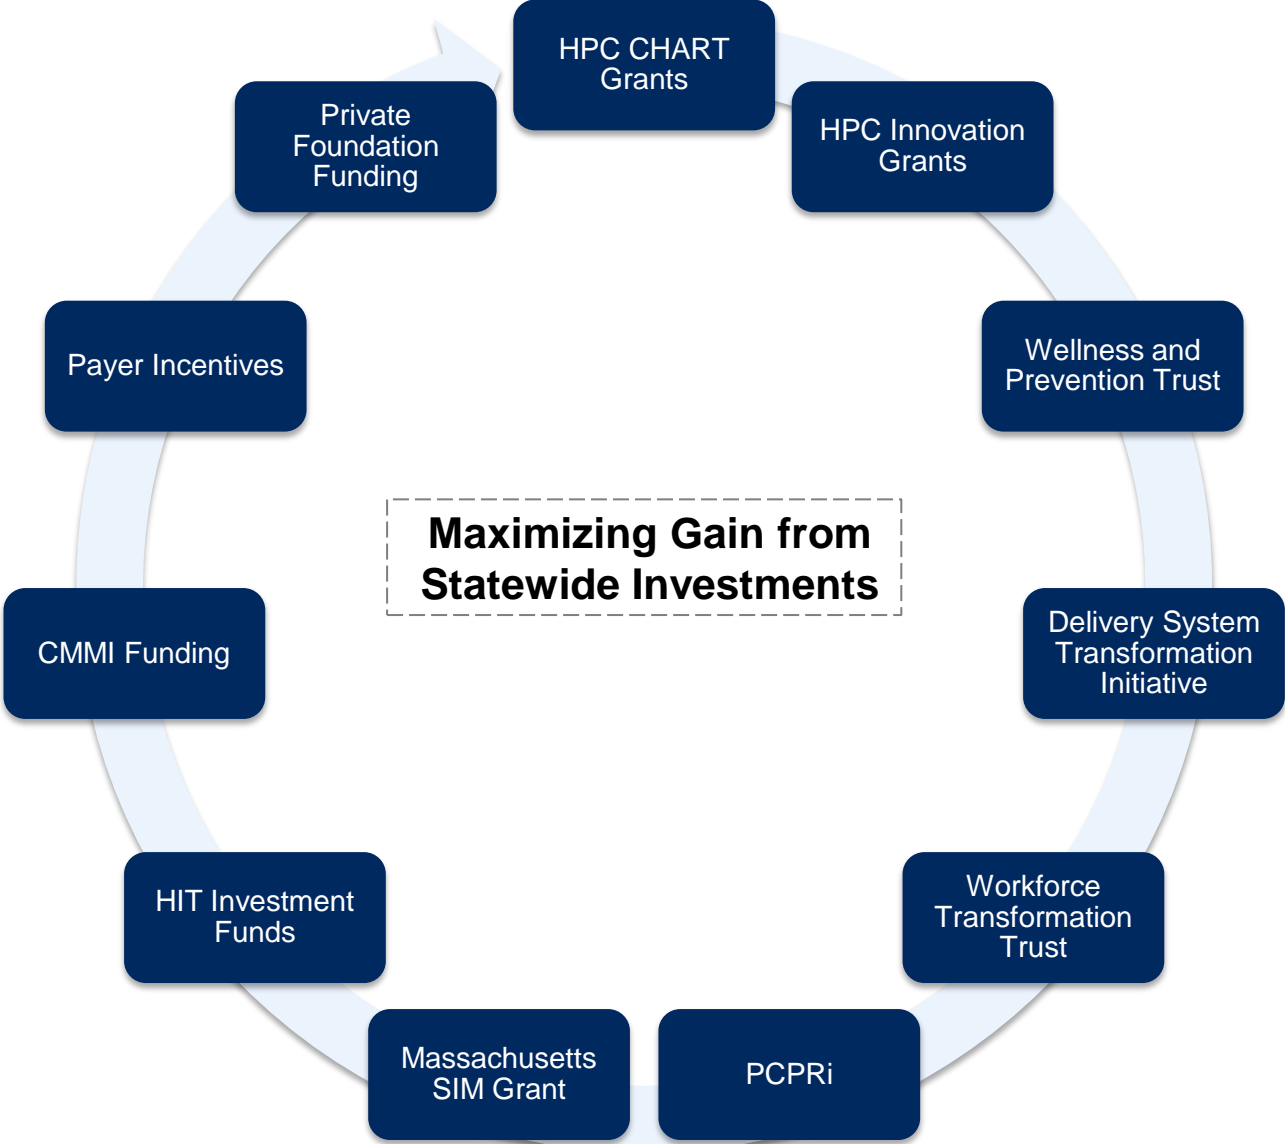 HPC CHART
Grants
HPC Innovation
Grants
Wellness and
Prevention Trust
Delivery System
Transformation
Initiative
Workforce
Transformation
Trust
PCPRi
Massachusetts
SIM Grant
HIT Investment
Funds
CMMI Funding
Payer Incentives
Private
Foundation
Funding
Maximizing Gain from
Statewide Investments